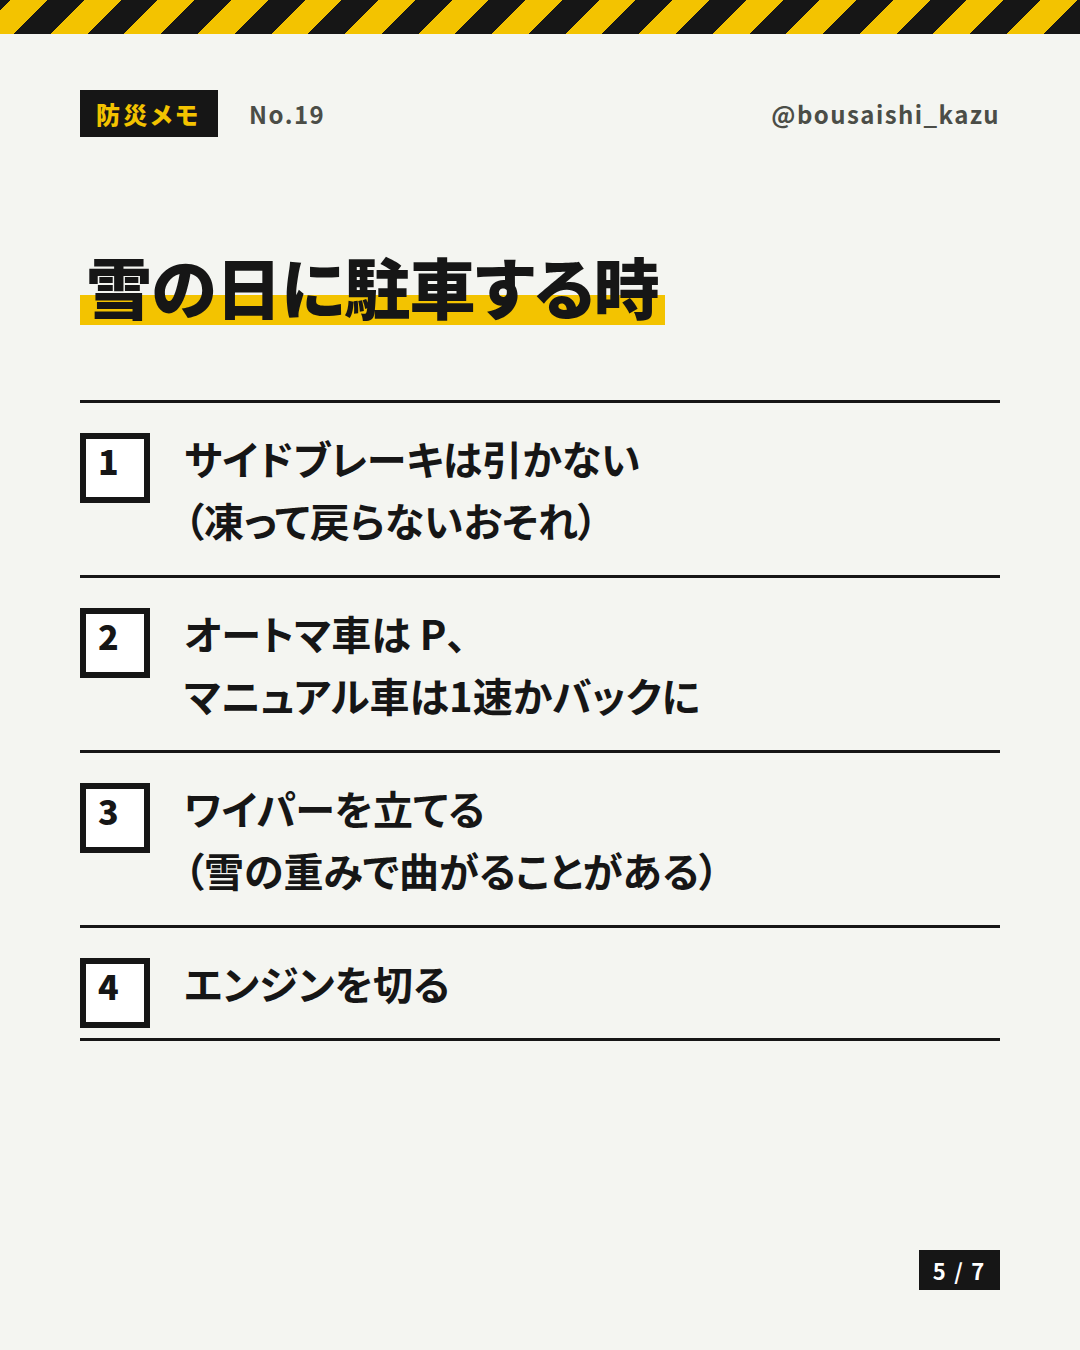 防災メモ No.19 @bousaishi_kazu
雪の日に駐車する時
1 サイドブレーキは引かない
（凍って戻らないおそれ）
2 オートマ車は P、
マニュアル車は1速かバックに
3 ワイパーを立てる
（雪の重みで曲がることがある）
4 エンジンを切る
5 / 7